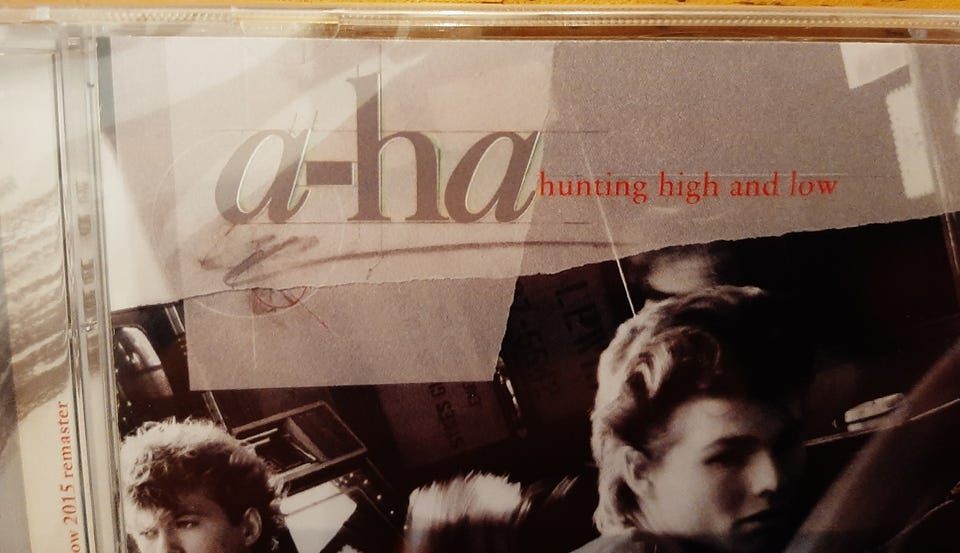 a-ha
hunting high and low
ow 2015 remaster